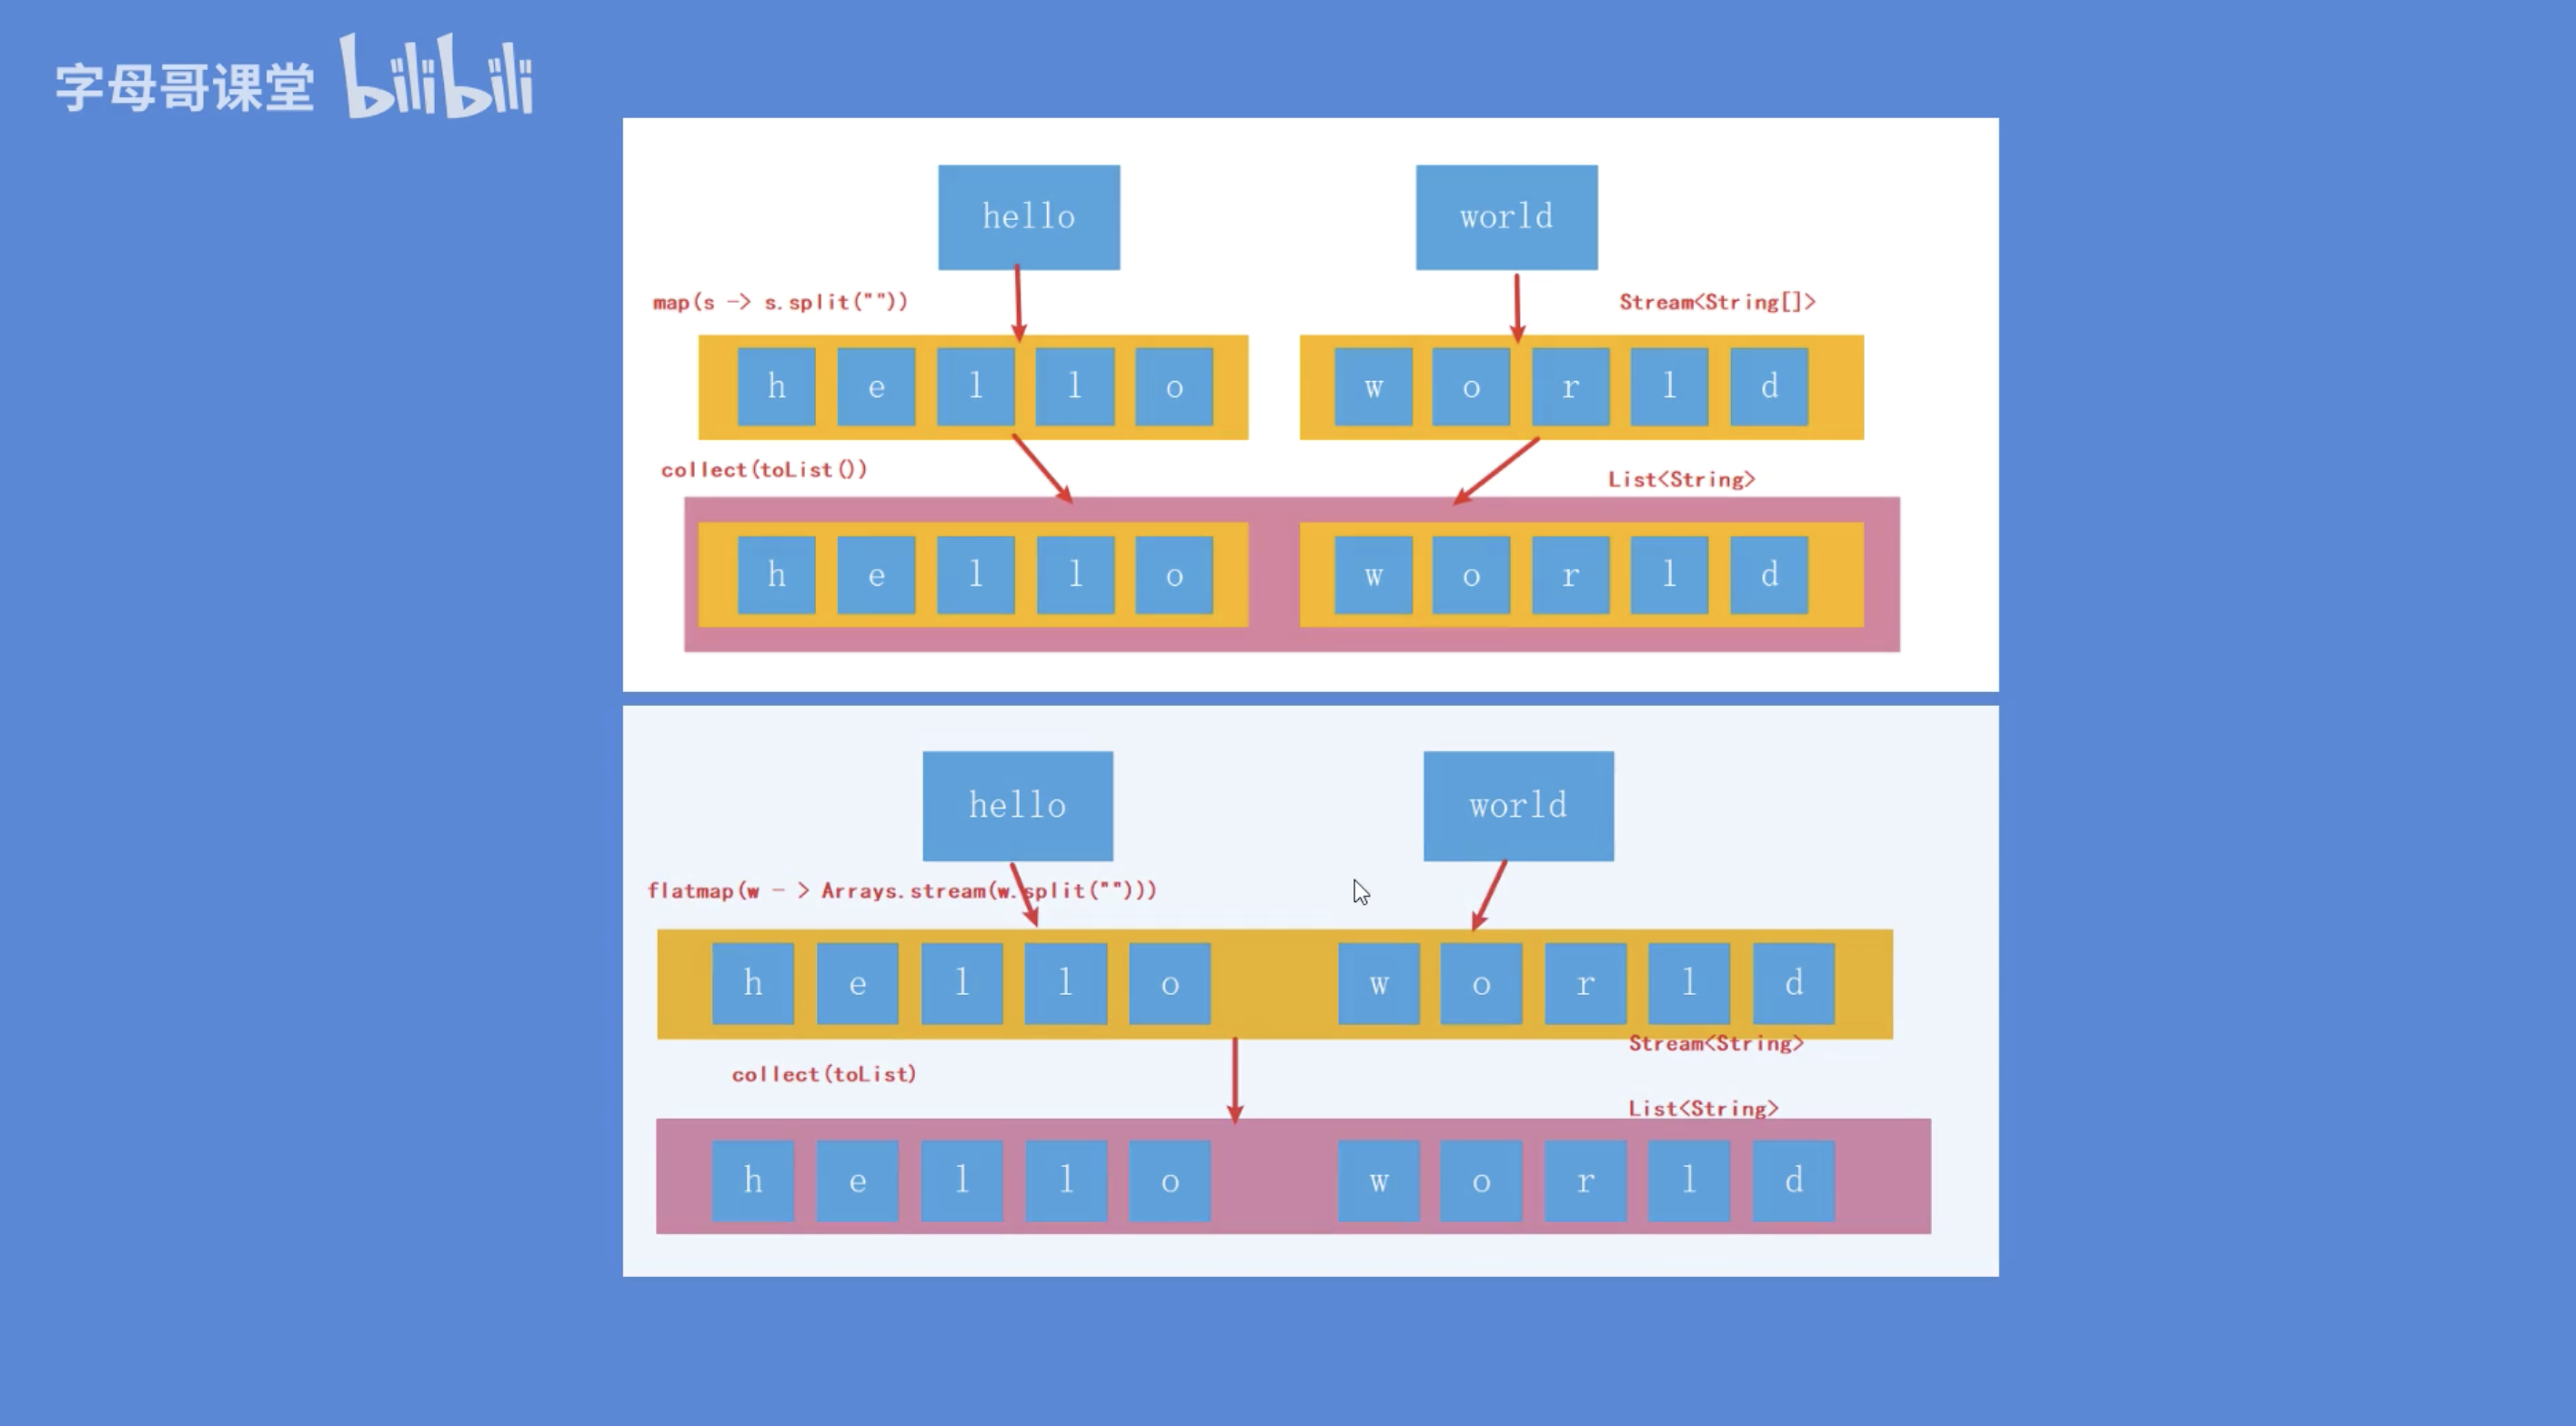 字母哥课堂 bilibili
hello world
map(s -> s.split("")) Stream<String[]>
h e l l o w o r l d
collect(toList()) List<String>
h e l l o w o r l d
hello world
flatmap(w - > Arrays.stream(w.split("")))
h e l l o w o r l d
Stream<String>
collect(toList)
List<String>
h e l l o w o r l d